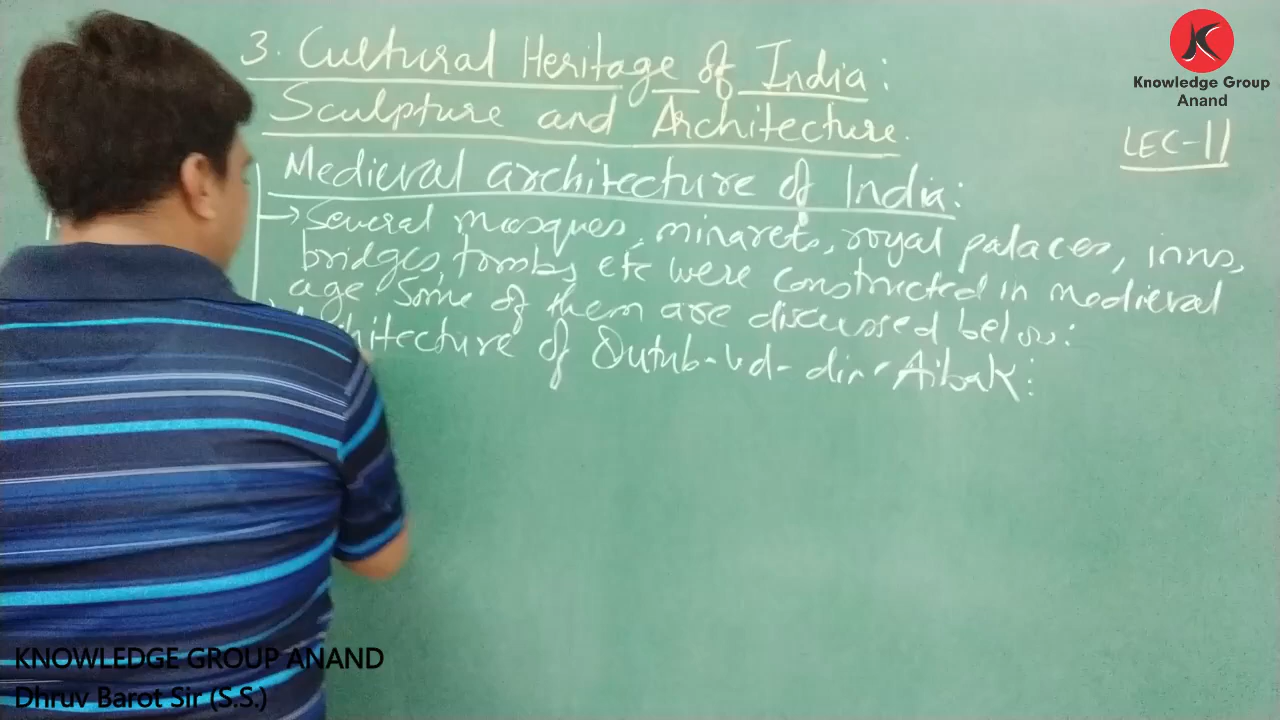 3. Cultural Heritage of India:
Sculpture and Architecture.
LEC-11
Medieval architecture of India:
→ Several mosques, minarets, royal palaces, inns,
bridges, tombs etc were constructed in medieval
age. Some of them are discussed below:
hitecture of Qutub-ud-din-Aibak:
K
Knowledge Group
Anand
KNOWLEDGE GROUP ANAND
Dhruv Barot Sir (S.S.)